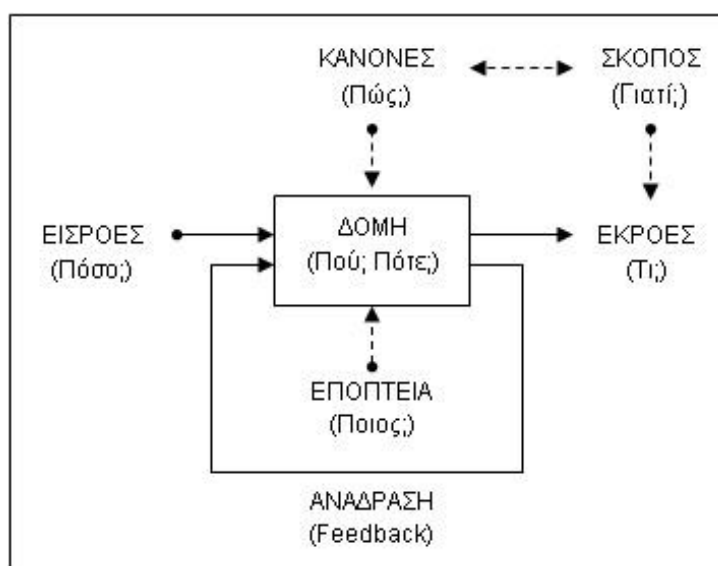 ΚΑΝΟΝΕΣ
(Πώς;)
ΣΚΟΠΟΣ
(Γιατί;)
ΕΙΣΡΟΕΣ
(Πόσο;)
ΔΟΜΗ
(Πού; Πότε;)
ΕΚΡΟΕΣ
(Τι;)
ΕΠΟΠΤΕΙΑ
(Ποιος;)
ΑΝΑΔΡΑΣΗ
(Feedback)